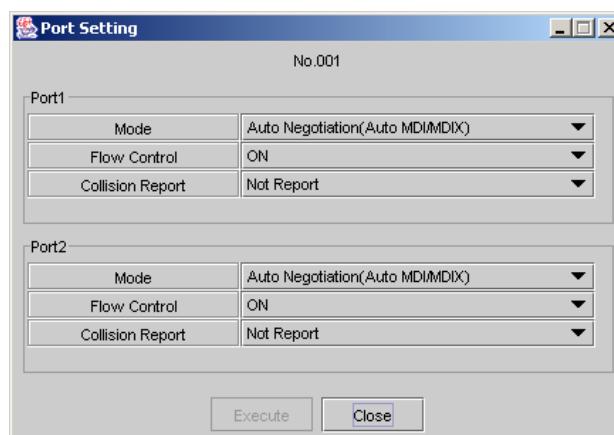 Port Setting
No.001
Port1
Mode Auto Negotiation(Auto MDI/MDIX)
Flow Control ON
Collision Report Not Report
Port2
Mode Auto Negotiation(Auto MDI/MDIX)
Flow Control ON
Collision Report Not Report
Execute Close